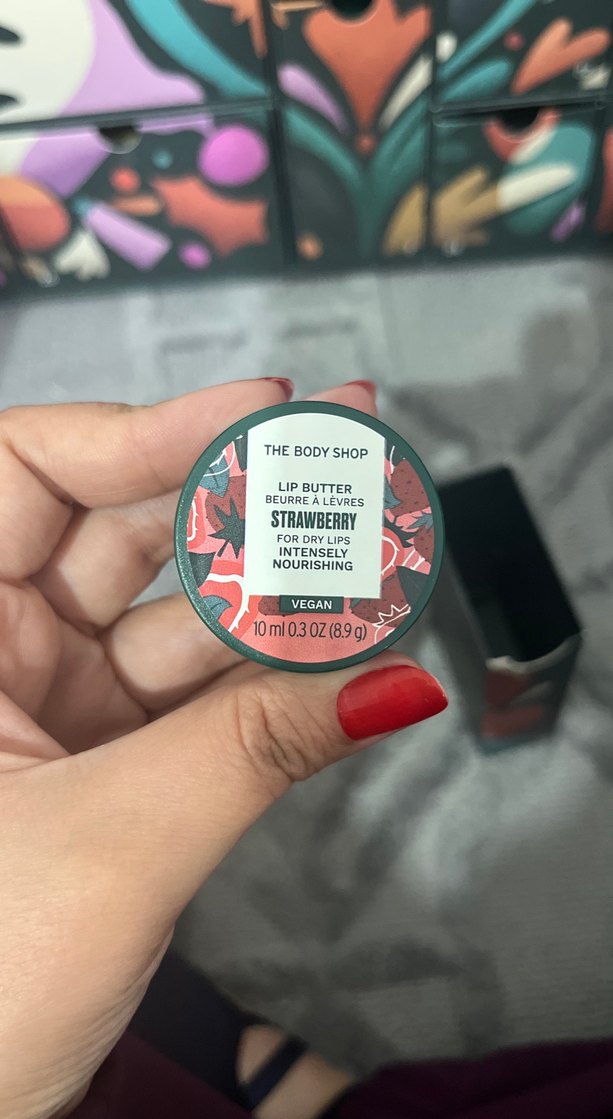 THE BODY SHOP
LIP BUTTER
BEURRE À LÈVRES
STRAWBERRY
FOR DRY LIPS
INTENSELY
NOURISHING
VEGAN
10 ml 0.3 OZ (8.9 g)